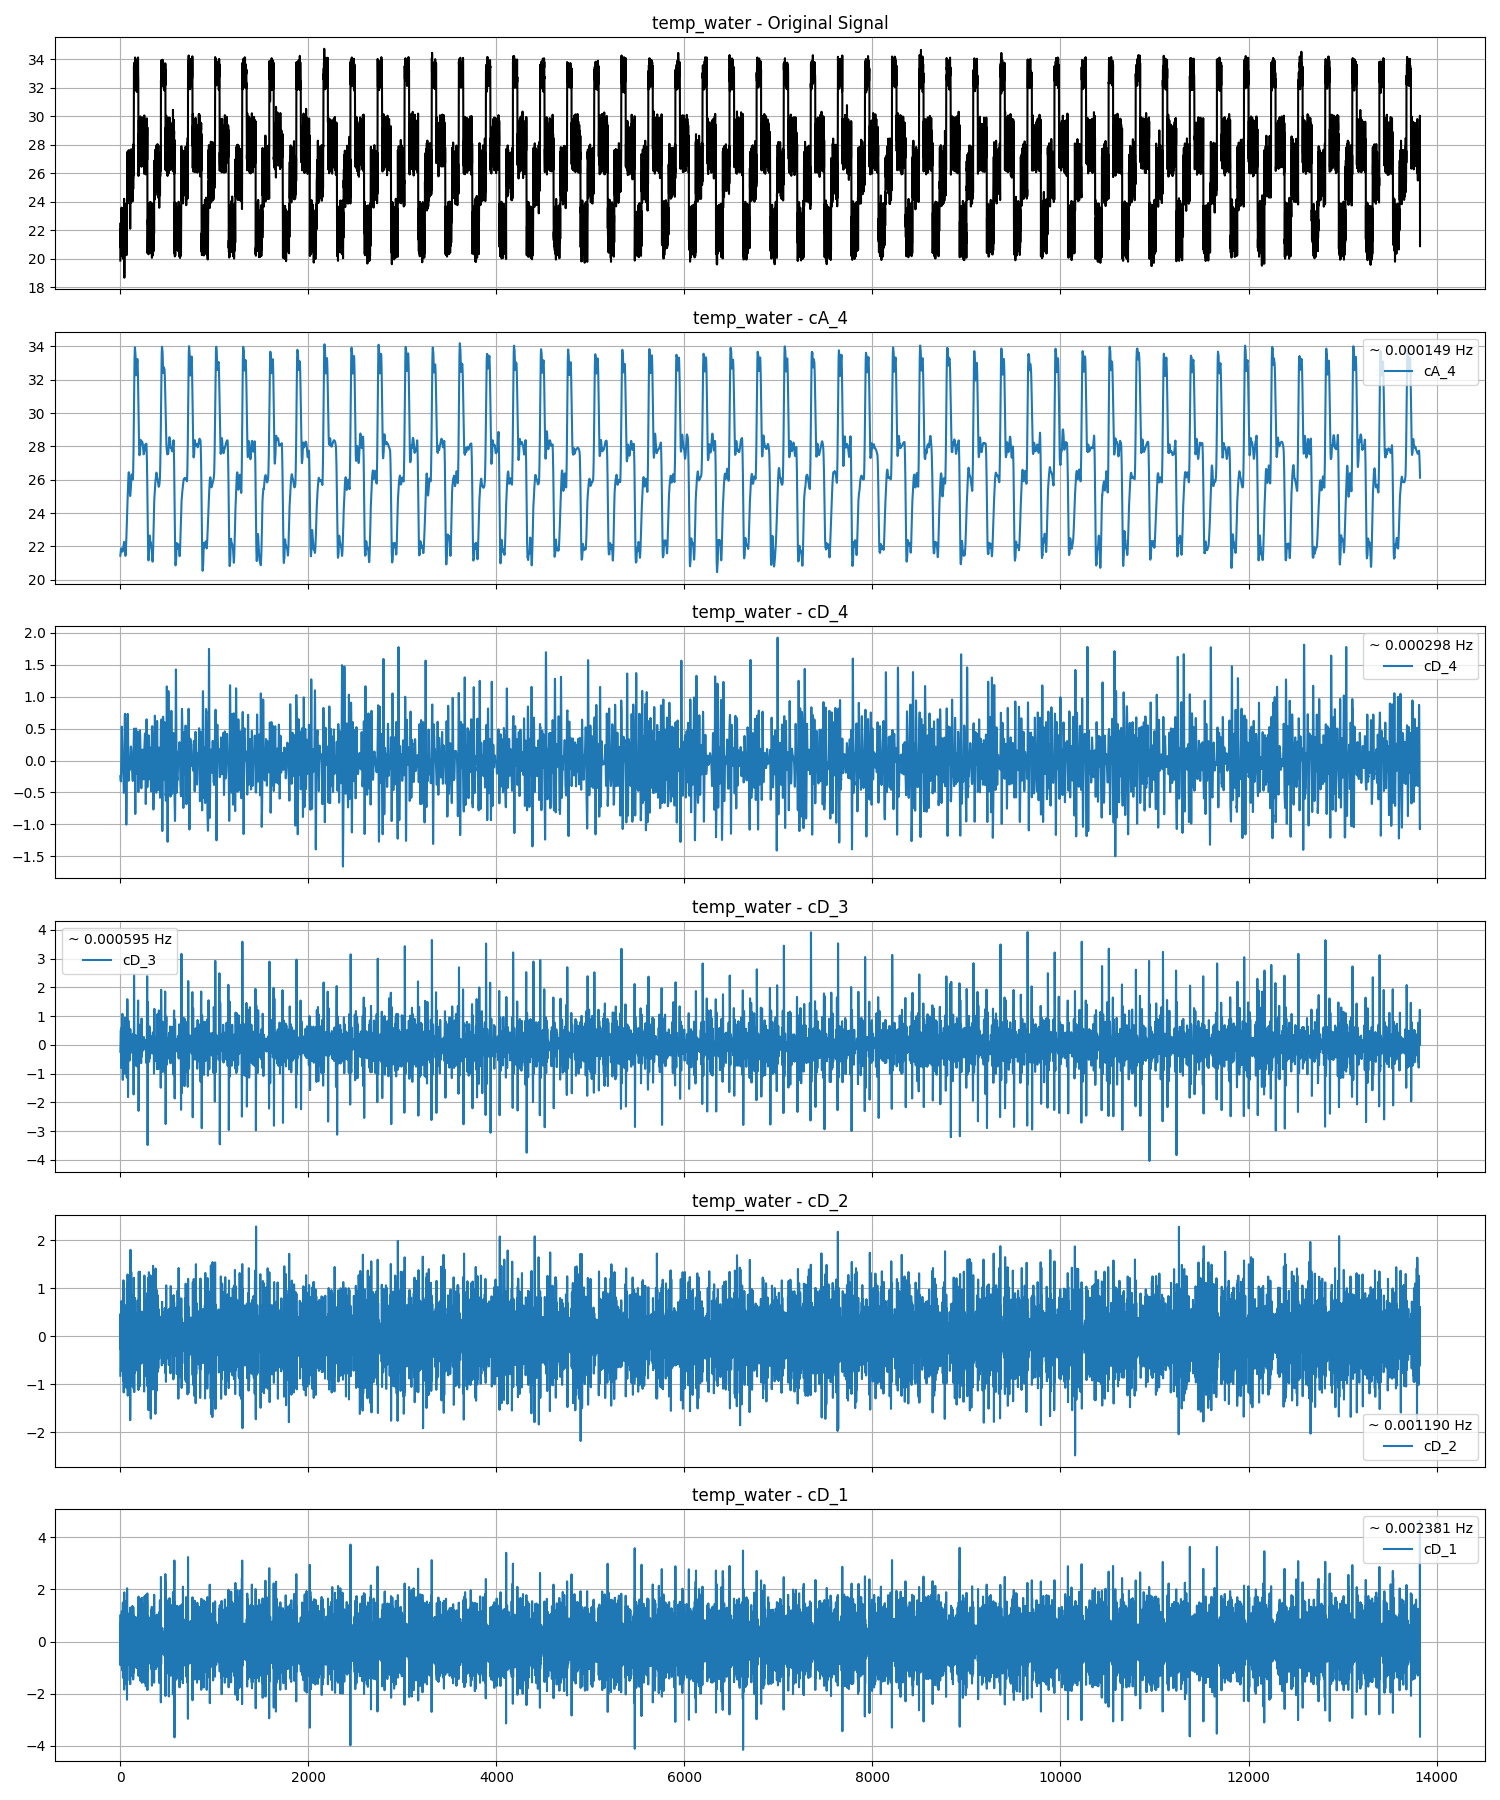 temp_water - Original Signal
34
32
30
28
26
24
22
20
18
temp_water - cA_4
34
32
30
28
26
24
22
20
~ 0.000149 Hz
cA_4
temp_water - cD_4
2.0
1.5
1.0
0.5
0.0
−0.5
−1.0
−1.5
~ 0.000298 Hz
cD_4
temp_water - cD_3
4
3
2
1
0
−1
−2
−3
−4
~ 0.000595 Hz
cD_3
temp_water - cD_2
2
1
0
−1
−2
~ 0.001190 Hz
cD_2
temp_water - cD_1
4
2
0
−2
−4
~ 0.002381 Hz
cD_1
0 2000 4000 6000 8000 10000 12000 14000